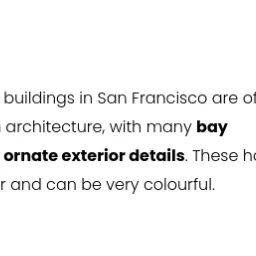 buildings in San Francisco are of
architecture, with many bay
ornate exterior details. These
and can be very colourful.